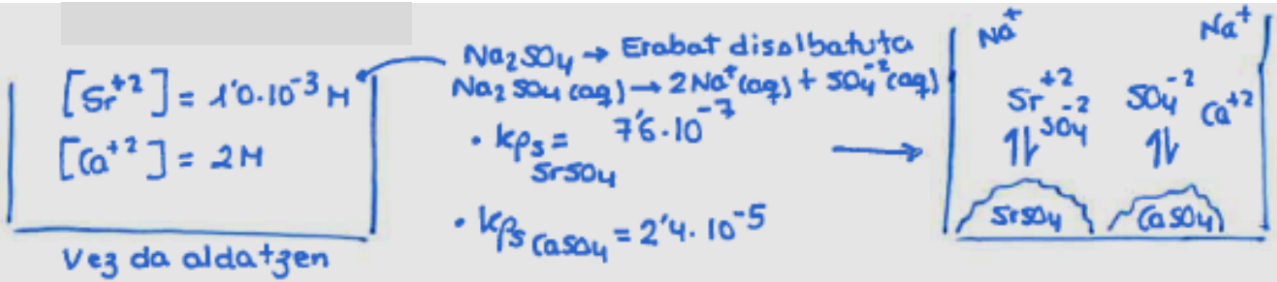 [Sr⁺²] = 1'0·10⁻³ M
[Ca⁺²] = 2M
Vez da aldatzen
Na₂SO₄ → Erabat disolbatuta
Na₂SO₄(aq) → 2Na⁺(aq) + SO₄⁻²(aq)
• kps SrSO₄ = 7'6·10⁻⁷
• kps CaSO₄ = 2'4·10⁻⁵
Na⁺ Na⁺
Sr⁺² SO₄⁻² SO₄⁻² Ca⁺²
⇅ ⇅
SrSO₄ CaSO₄